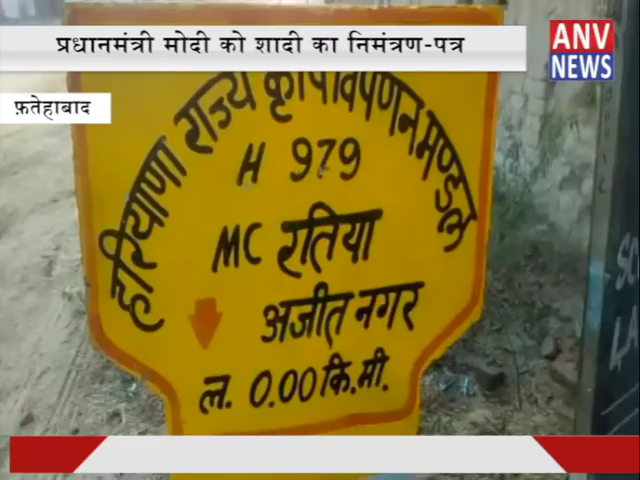 प्रधानमंत्री मोदी को शादी का निमंत्रण-पत्र
ANV
NEWS
फ़तेहाबाद
हरियाणा राज्य कृषि विपणन मण्डल
H 979
MC रतिया
अजीत नगर
ल. 0.00 कि.मी.